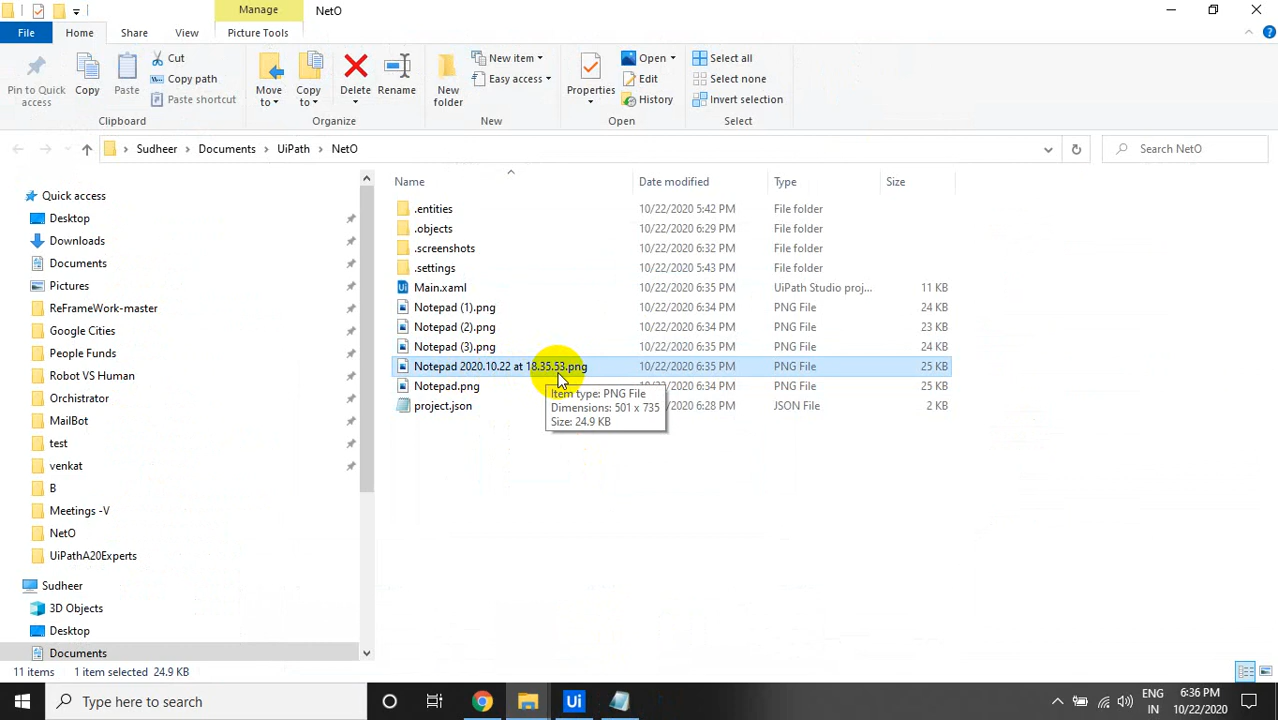 Manage
NetO
File
Home
Share
View
Picture Tools
Pin to Quick access
Copy
Paste
Cut
Copy path
Paste shortcut
Clipboard
Move to
Copy to
Delete
Rename
Organize
New folder
New item
Easy access
New
Properties
Open
Edit
History
Open
Select all
Select none
Invert selection
Select
Sudheer
Documents
UiPath
NetO
Search NetO
Quick access
Desktop
Downloads
Documents
Pictures
ReFrameWork-master
Google Cities
People Funds
Robot VS Human
Orchistrator
MailBot
test
venkat
B
Meetings -V
NetO
UiPathA20Experts
Sudheer
3D Objects
Desktop
Documents
Name Date modified Type Size
.entities 10/22/2020 5:42 PM File folder
.objects 10/22/2020 6:29 PM File folder
.screenshots 10/22/2020 6:32 PM File folder
.settings 10/22/2020 5:43 PM File folder
Main.xaml 10/22/2020 6:35 PM UiPath Studio proj... 11 KB
Notepad (1).png 10/22/2020 6:34 PM PNG File 24 KB
Notepad (2).png 10/22/2020 6:34 PM PNG File 23 KB
Notepad (3).png 10/22/2020 6:34 PM PNG File 24 KB
Notepad 2020.10.22 at 18.35.53.png 10/22/2020 6:35 PM PNG File 25 KB
Notepad.png 6:34 PM PNG File 25 KB
project.json 6:28 PM JSON File 2 KB
Item type: PNG File
Dimensions: 501 x 735
Size: 24.9 KB
11 items 1 item selected 24.9 KB
Type here to search
Ui
ENG
IN
6:36 PM
10/22/2020